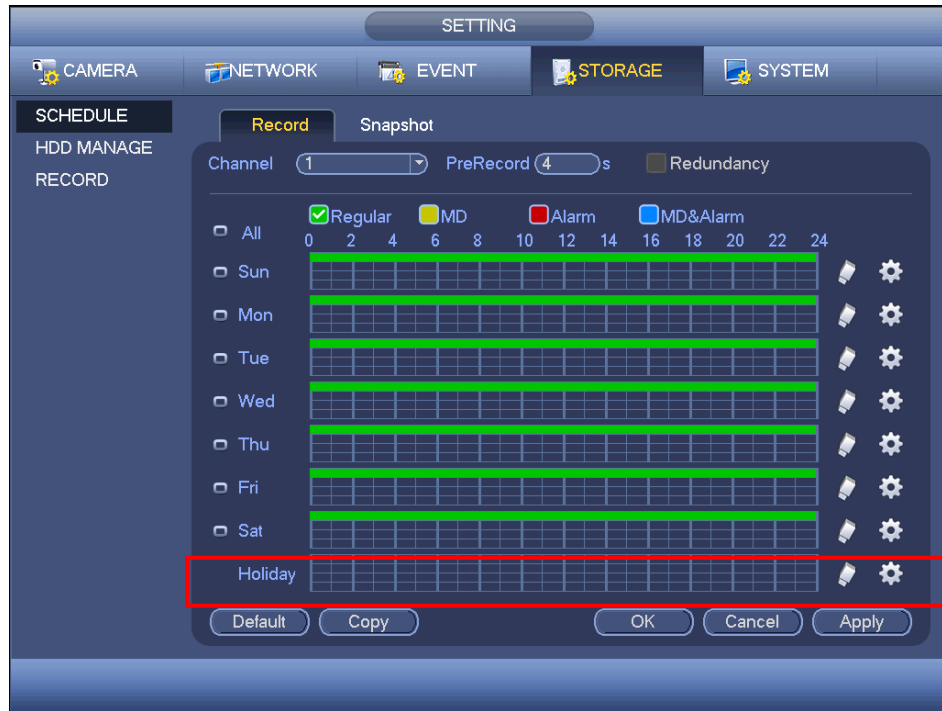 SETTING
CAMERA NETWORK EVENT STORAGE SYSTEM
SCHEDULE
HDD MANAGE
RECORD
Record Snapshot
Channel 1 PreRecord 4 s Redundancy
Regular MD Alarm MD&Alarm
All 0 2 4 6 8 10 12 14 16 18 20 22 24
Sun
Mon
Tue
Wed
Thu
Fri
Sat
Holiday
Default Copy OK Cancel Apply